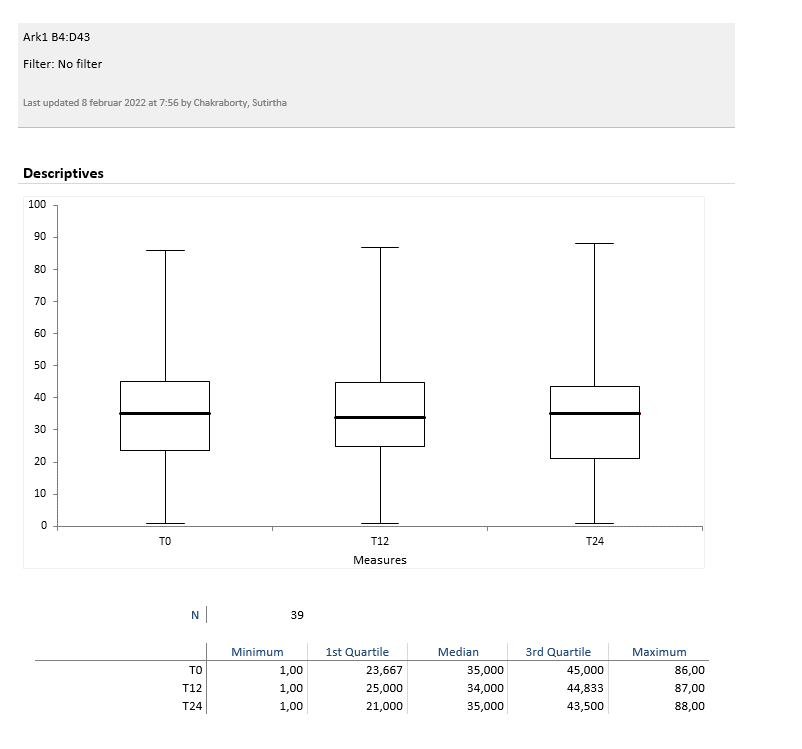 Ark1 B4:D43
Filter: No filter
Last updated 8 februar 2022 at 7:56 by Chakraborty, Sutirtha
Descriptives
100
90
80
70
60
50
40
30
20
10
0
T0 T12 T24
Measures
N 39
Minimum 1st Quartile Median 3rd Quartile Maximum
T0 1,00 23,667 35,000 45,000 86,00
T12 1,00 25,000 34,000 44,833 87,00
T24 1,00 21,000 35,000 43,500 88,00